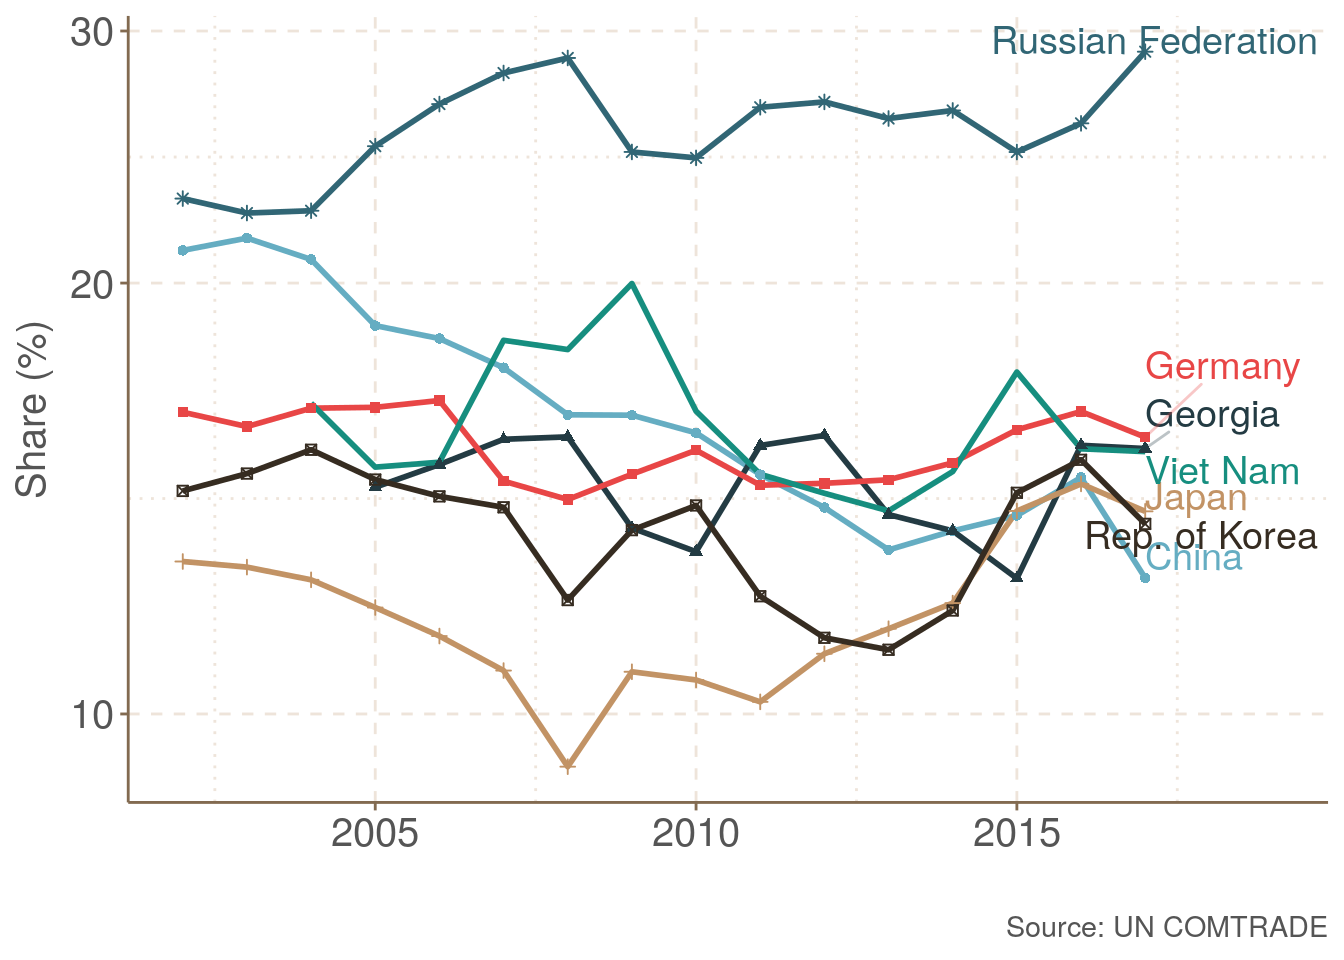 Share (%)
30
20
10
Russian Federation
Germany
Georgia
Viet Nam
Japan
Rep. of Korea
China
2005
2010
2015
Source: UN COMTRADE